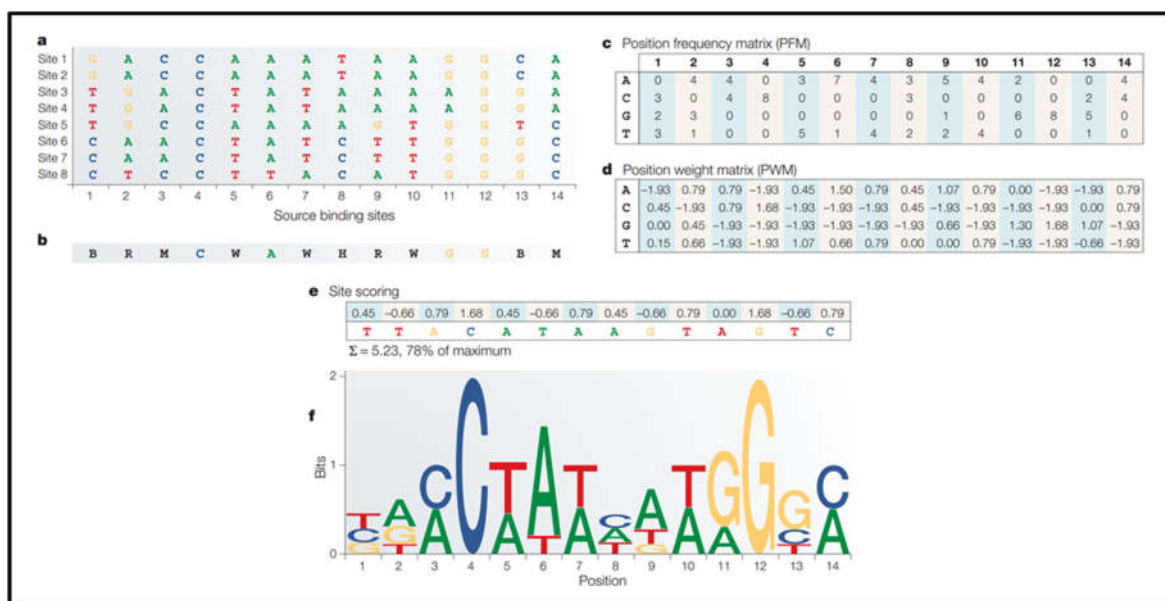 a
Site 1 G A C C A A A T A A G G C A
Site 2 G A C C A A A T A A G G C A
Site 3 T G A C T A T A A A A G G A
Site 4 T G A C T A T A A A A G G A
Site 5 T G C C A A A A G T G G T C
Site 6 C A A C T A T C T T G G G C
Site 7 C A A C T A T C T T G G G C
Site 8 C T C C T T A C A T G G G C
1 2 3 4 5 6 7 8 9 10 11 12 13 14
Source binding sites
b
B R M C W A W H R W G G B M
c Position frequency matrix (PFM)
1 2 3 4 5 6 7 8 9 10 11 12 13 14
A 0 4 4 0 3 7 4 3 5 4 2 0 0 4
C 3 0 4 8 0 0 0 3 0 0 0 0 2 4
G 2 3 0 0 0 0 0 0 1 0 6 8 5 0
T 3 1 0 0 5 1 4 2 2 4 0 0 1 0
d Position weight matrix (PWM)
A −1.93 0.79 0.79 −1.93 0.45 1.50 0.79 0.45 1.07 0.79 0.00 −1.93 −1.93 0.79
C 0.45 −1.93 0.79 1.68 −1.93 −1.93 −1.93 0.45 −1.93 −1.93 −1.93 −1.93 0.00 0.79
G 0.00 0.45 −1.93 −1.93 −1.93 −1.93 −1.93 −1.93 0.66 −1.93 1.30 1.68 1.07 −1.93
T 0.15 0.66 −1.93 −1.93 1.07 0.66 0.79 0.00 0.00 0.79 −1.93 −1.93 −0.66 −1.93
e Site scoring
0.45 −0.66 0.79 1.68 0.45 −0.66 0.79 0.45 −0.66 0.79 0.00 1.68 −0.66 0.79
T T A C A T A A G T A G T C
Σ = 5.23, 78% of maximum
f
2
1
0
Bits
T A C C T A T C A T G G G C
C G A A T A A T A A C A
G T T G T
1 2 3 4 5 6 7 8 9 10 11 12 13 14
Position